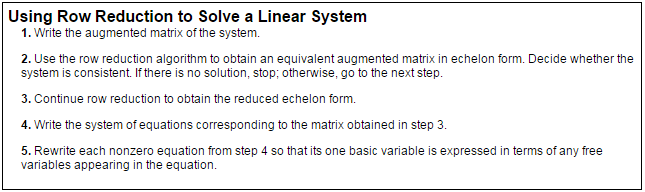 Using Row Reduction to Solve a Linear System
1. Write the augmented matrix of the system.
2. Use the row reduction algorithm to obtain an equivalent augmented matrix in echelon form. Decide whether the
system is consistent. If there is no solution, stop; otherwise, go to the next step.
3. Continue row reduction to obtain the reduced echelon form.
4. Write the system of equations corresponding to the matrix obtained in step 3.
5. Rewrite each nonzero equation from step 4 so that its one basic variable is expressed in terms of any free
variables appearing in the equation.